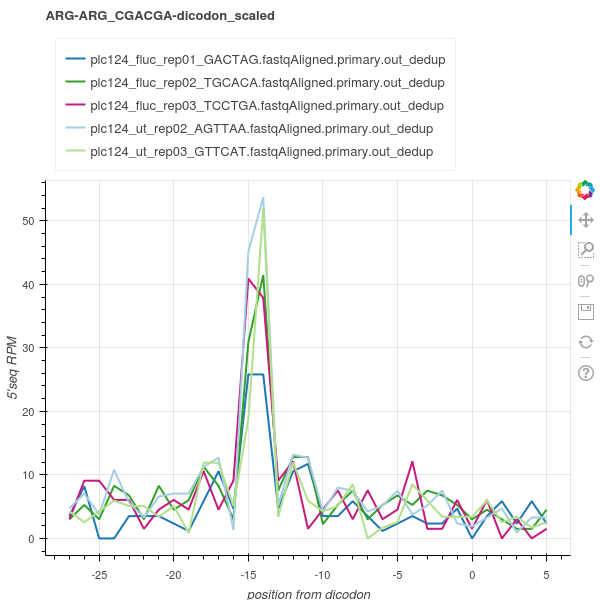 ARG-ARG_CGACGA-dicodon_scaled
plc124_fluc_rep01_GACTAG.fastqAligned.primary.out_dedup
plc124_fluc_rep02_TGCACA.fastqAligned.primary.out_dedup
plc124_fluc_rep03_TCCTGA.fastqAligned.primary.out_dedup
plc124_ut_rep02_AGTTAA.fastqAligned.primary.out_dedup
plc124_ut_rep03_GTTCAT.fastqAligned.primary.out_dedup
5'seq RPM
50
40
30
20
10
0
-25 -20 -15 -10 -5 0 5
position from dicodon